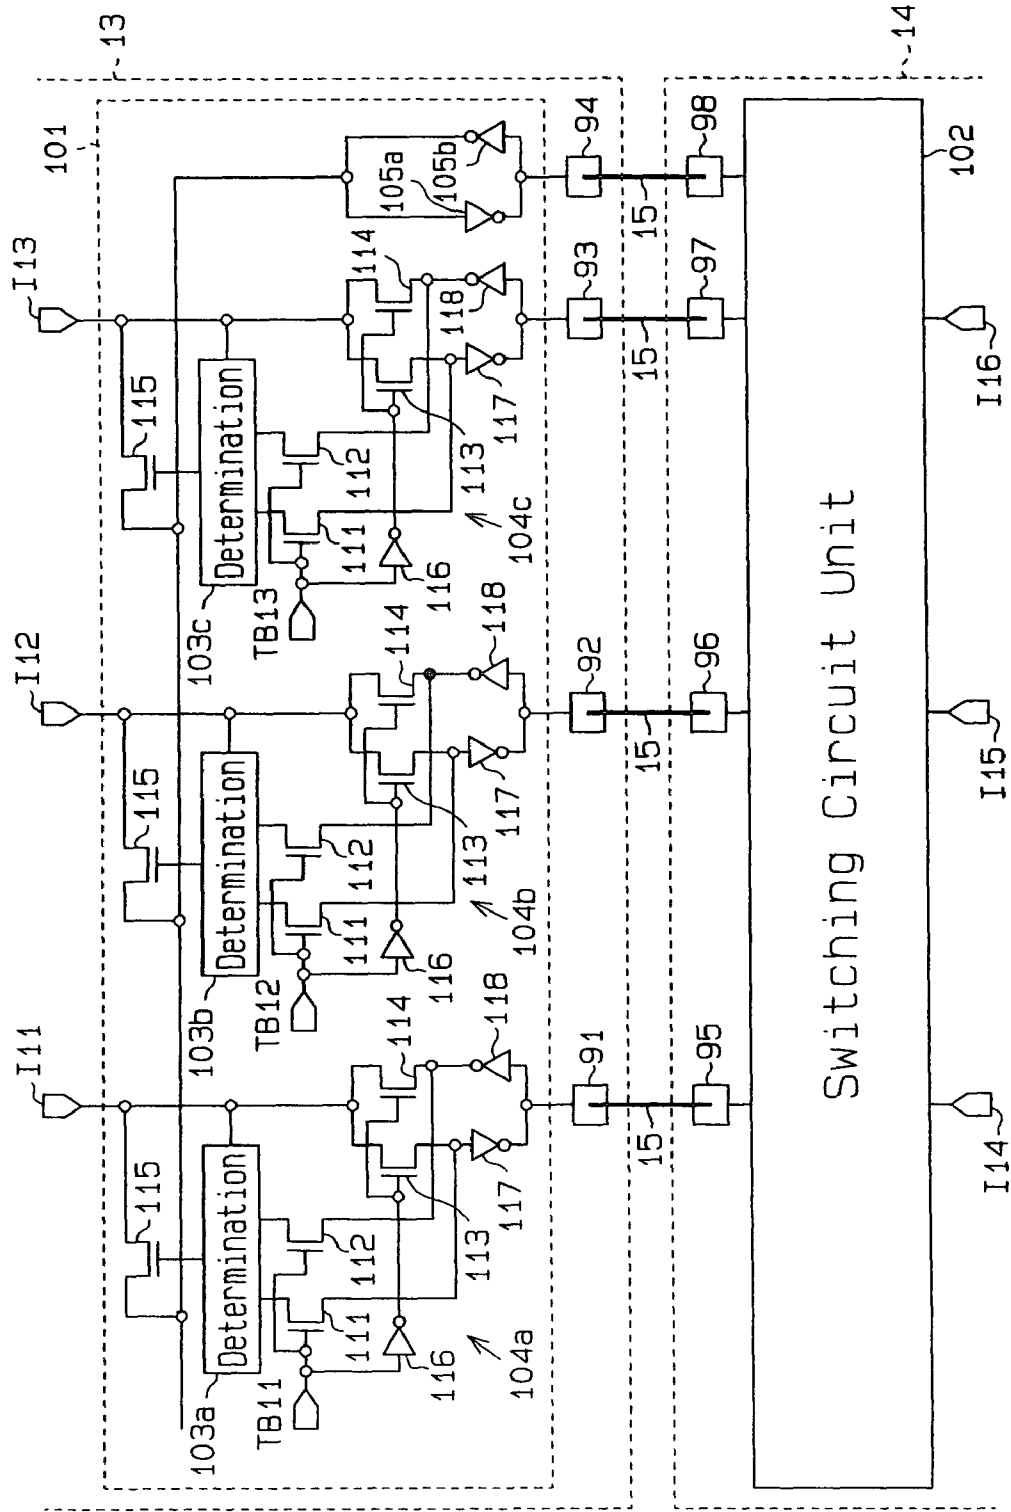 13
101
I11
I12
I13
115
115
115
103a
Determination
103b
Determination
103c
Determination
TB11
111
112
TB12
111
112
TB13
111
112
105a
105b
116
113
114
116
113
114
116
113
114
104a
117
118
104b
117
118
104c
117
118
91
92
93
94
15
15
15
15
14
95
96
97
98
Switching Circuit Unit
102
I14
I15
I16